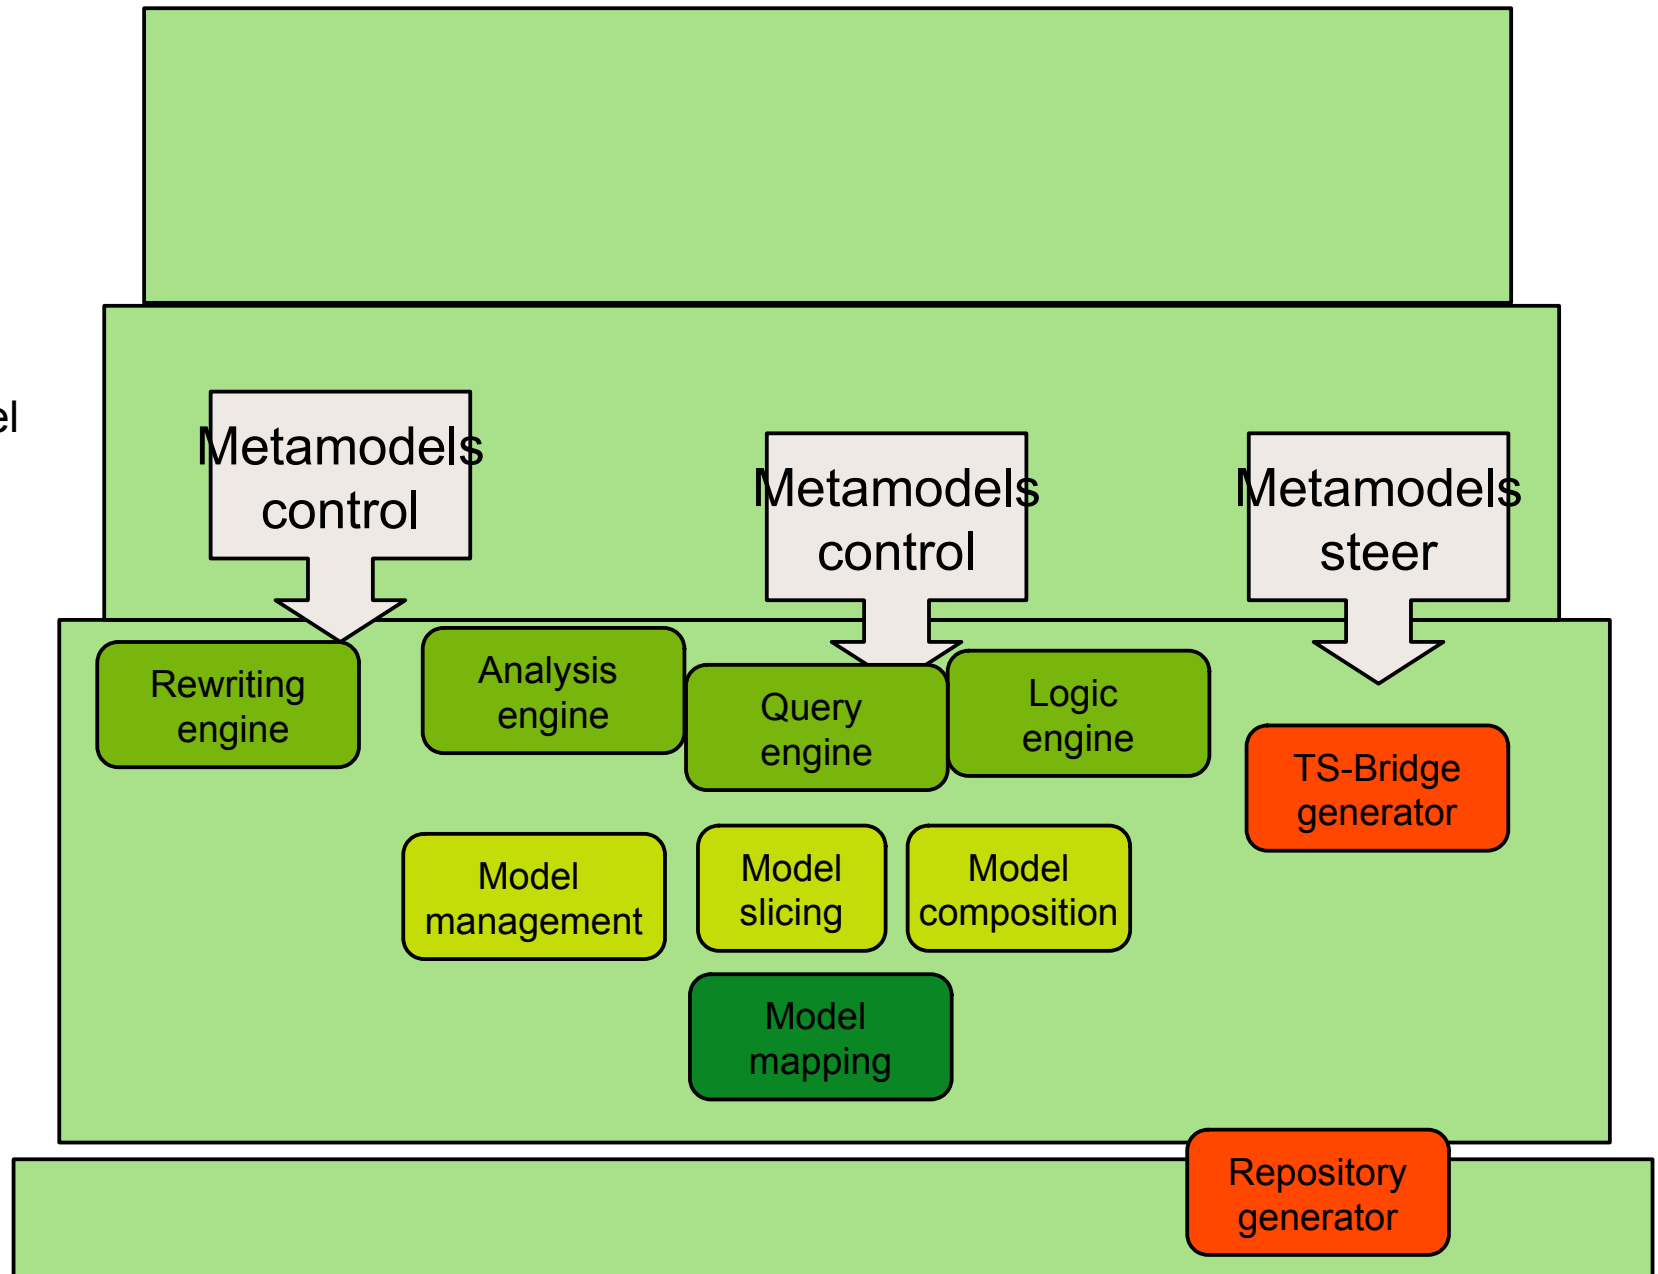 el
Metamodels
control
Metamodels
control
Metamodels
steer
Rewriting
engine
Analysis
engine
Query
engine
Logic
engine
TS-Bridge
generator
Model
management
Model
slicing
Model
composition
Model
mapping
Repository
generator